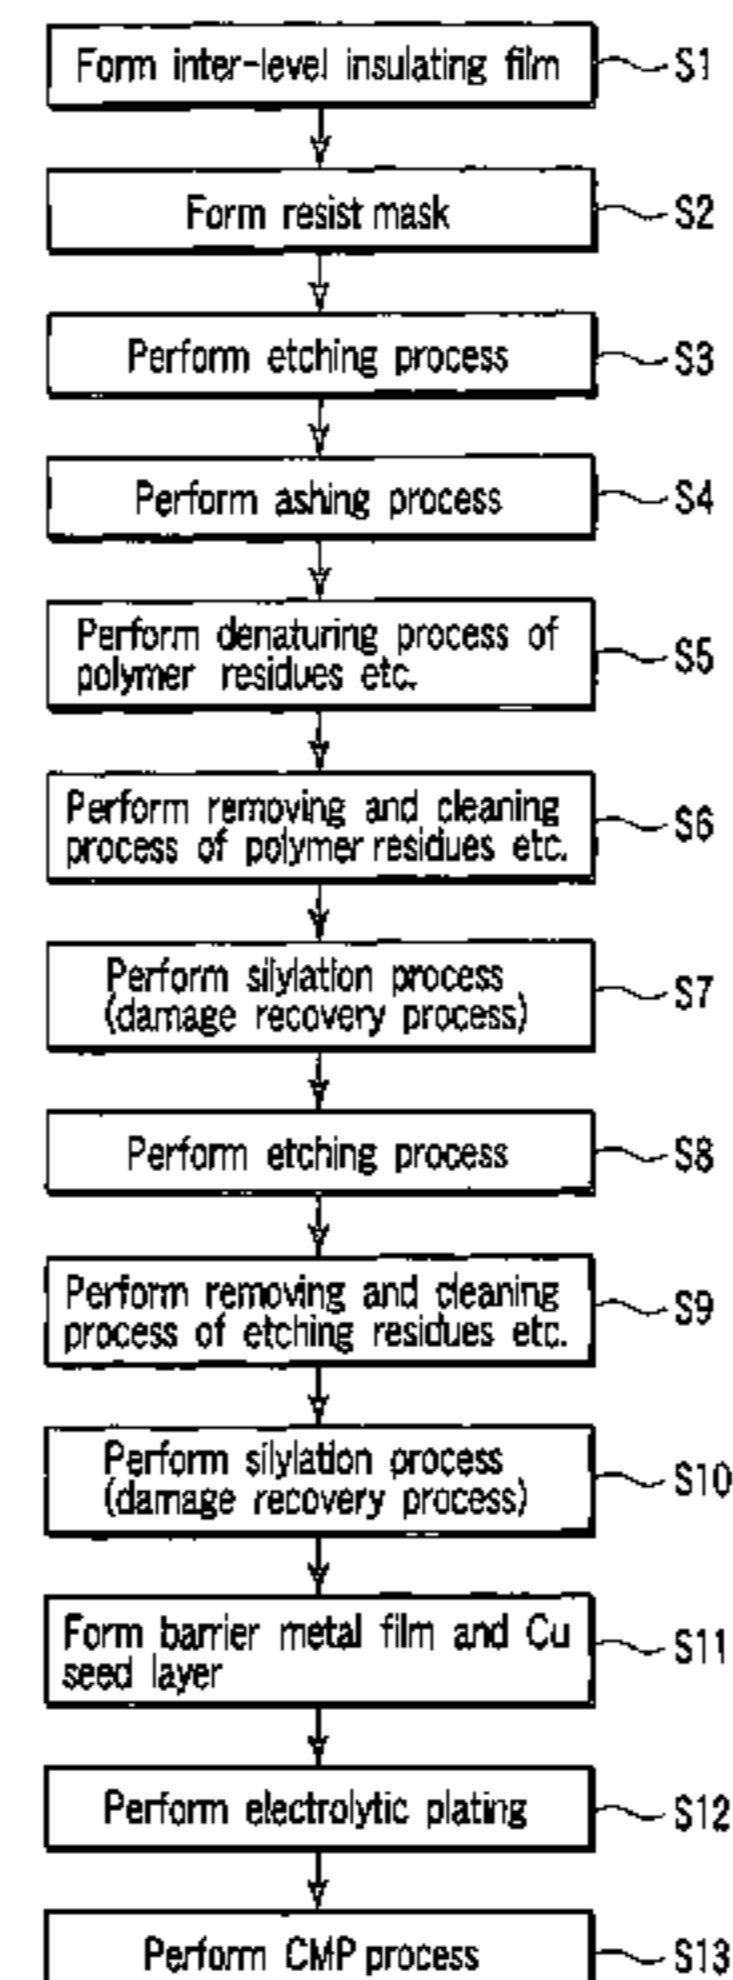 Form inter-level insulating film S1
Form resist mask S2
Perform etching process S3
Perform ashing process S4
Perform denaturing process of
polymer residues etc. S5
Perform removing and cleaning
process of polymer residues etc. S6
Perform silylation process
(damage recovery process) S7
Perform etching process S8
Perform removing and cleaning
process of etching residues etc. S9
Perform silylation process
(damage recovery process) S10
Form barrier metal film and Cu
seed layer S11
Perform electrolytic plating S12
Perform CMP process S13